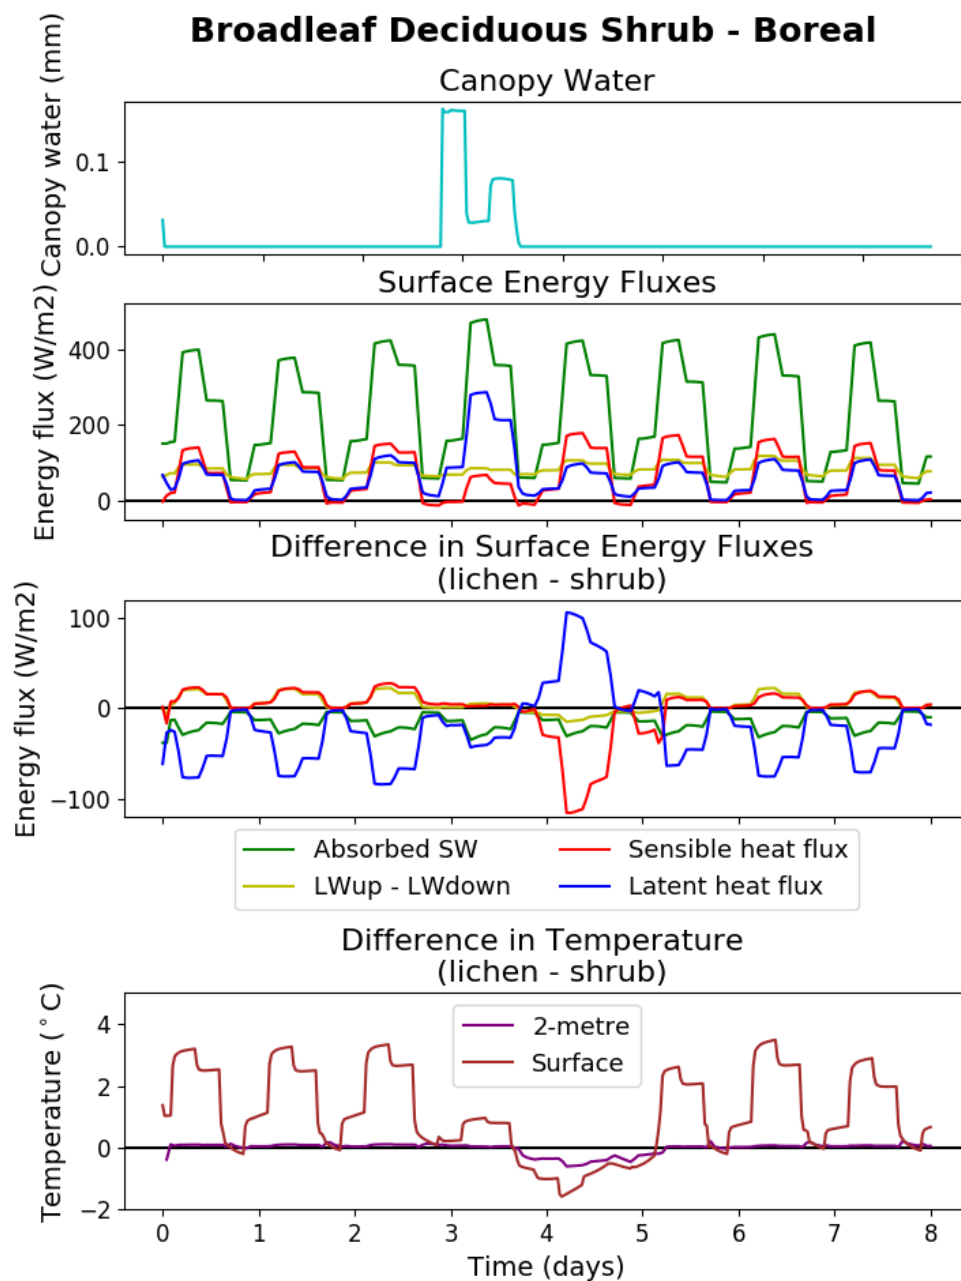 Broadleaf Deciduous Shrub - Boreal
Canopy Water
Canopy water (mm)
0.1
0.0
Surface Energy Fluxes
Energy flux (W/m2)
400
200
0
Difference in Surface Energy Fluxes
(lichen - shrub)
Energy flux (W/m2)
100
0
−100
Absorbed SW
Sensible heat flux
LWup - LWdown
Latent heat flux
Difference in Temperature
(lichen - shrub)
Temperature (°C)
4
2
0
−2
2-metre
Surface
0 1 2 3 4 5 6 7 8
Time (days)